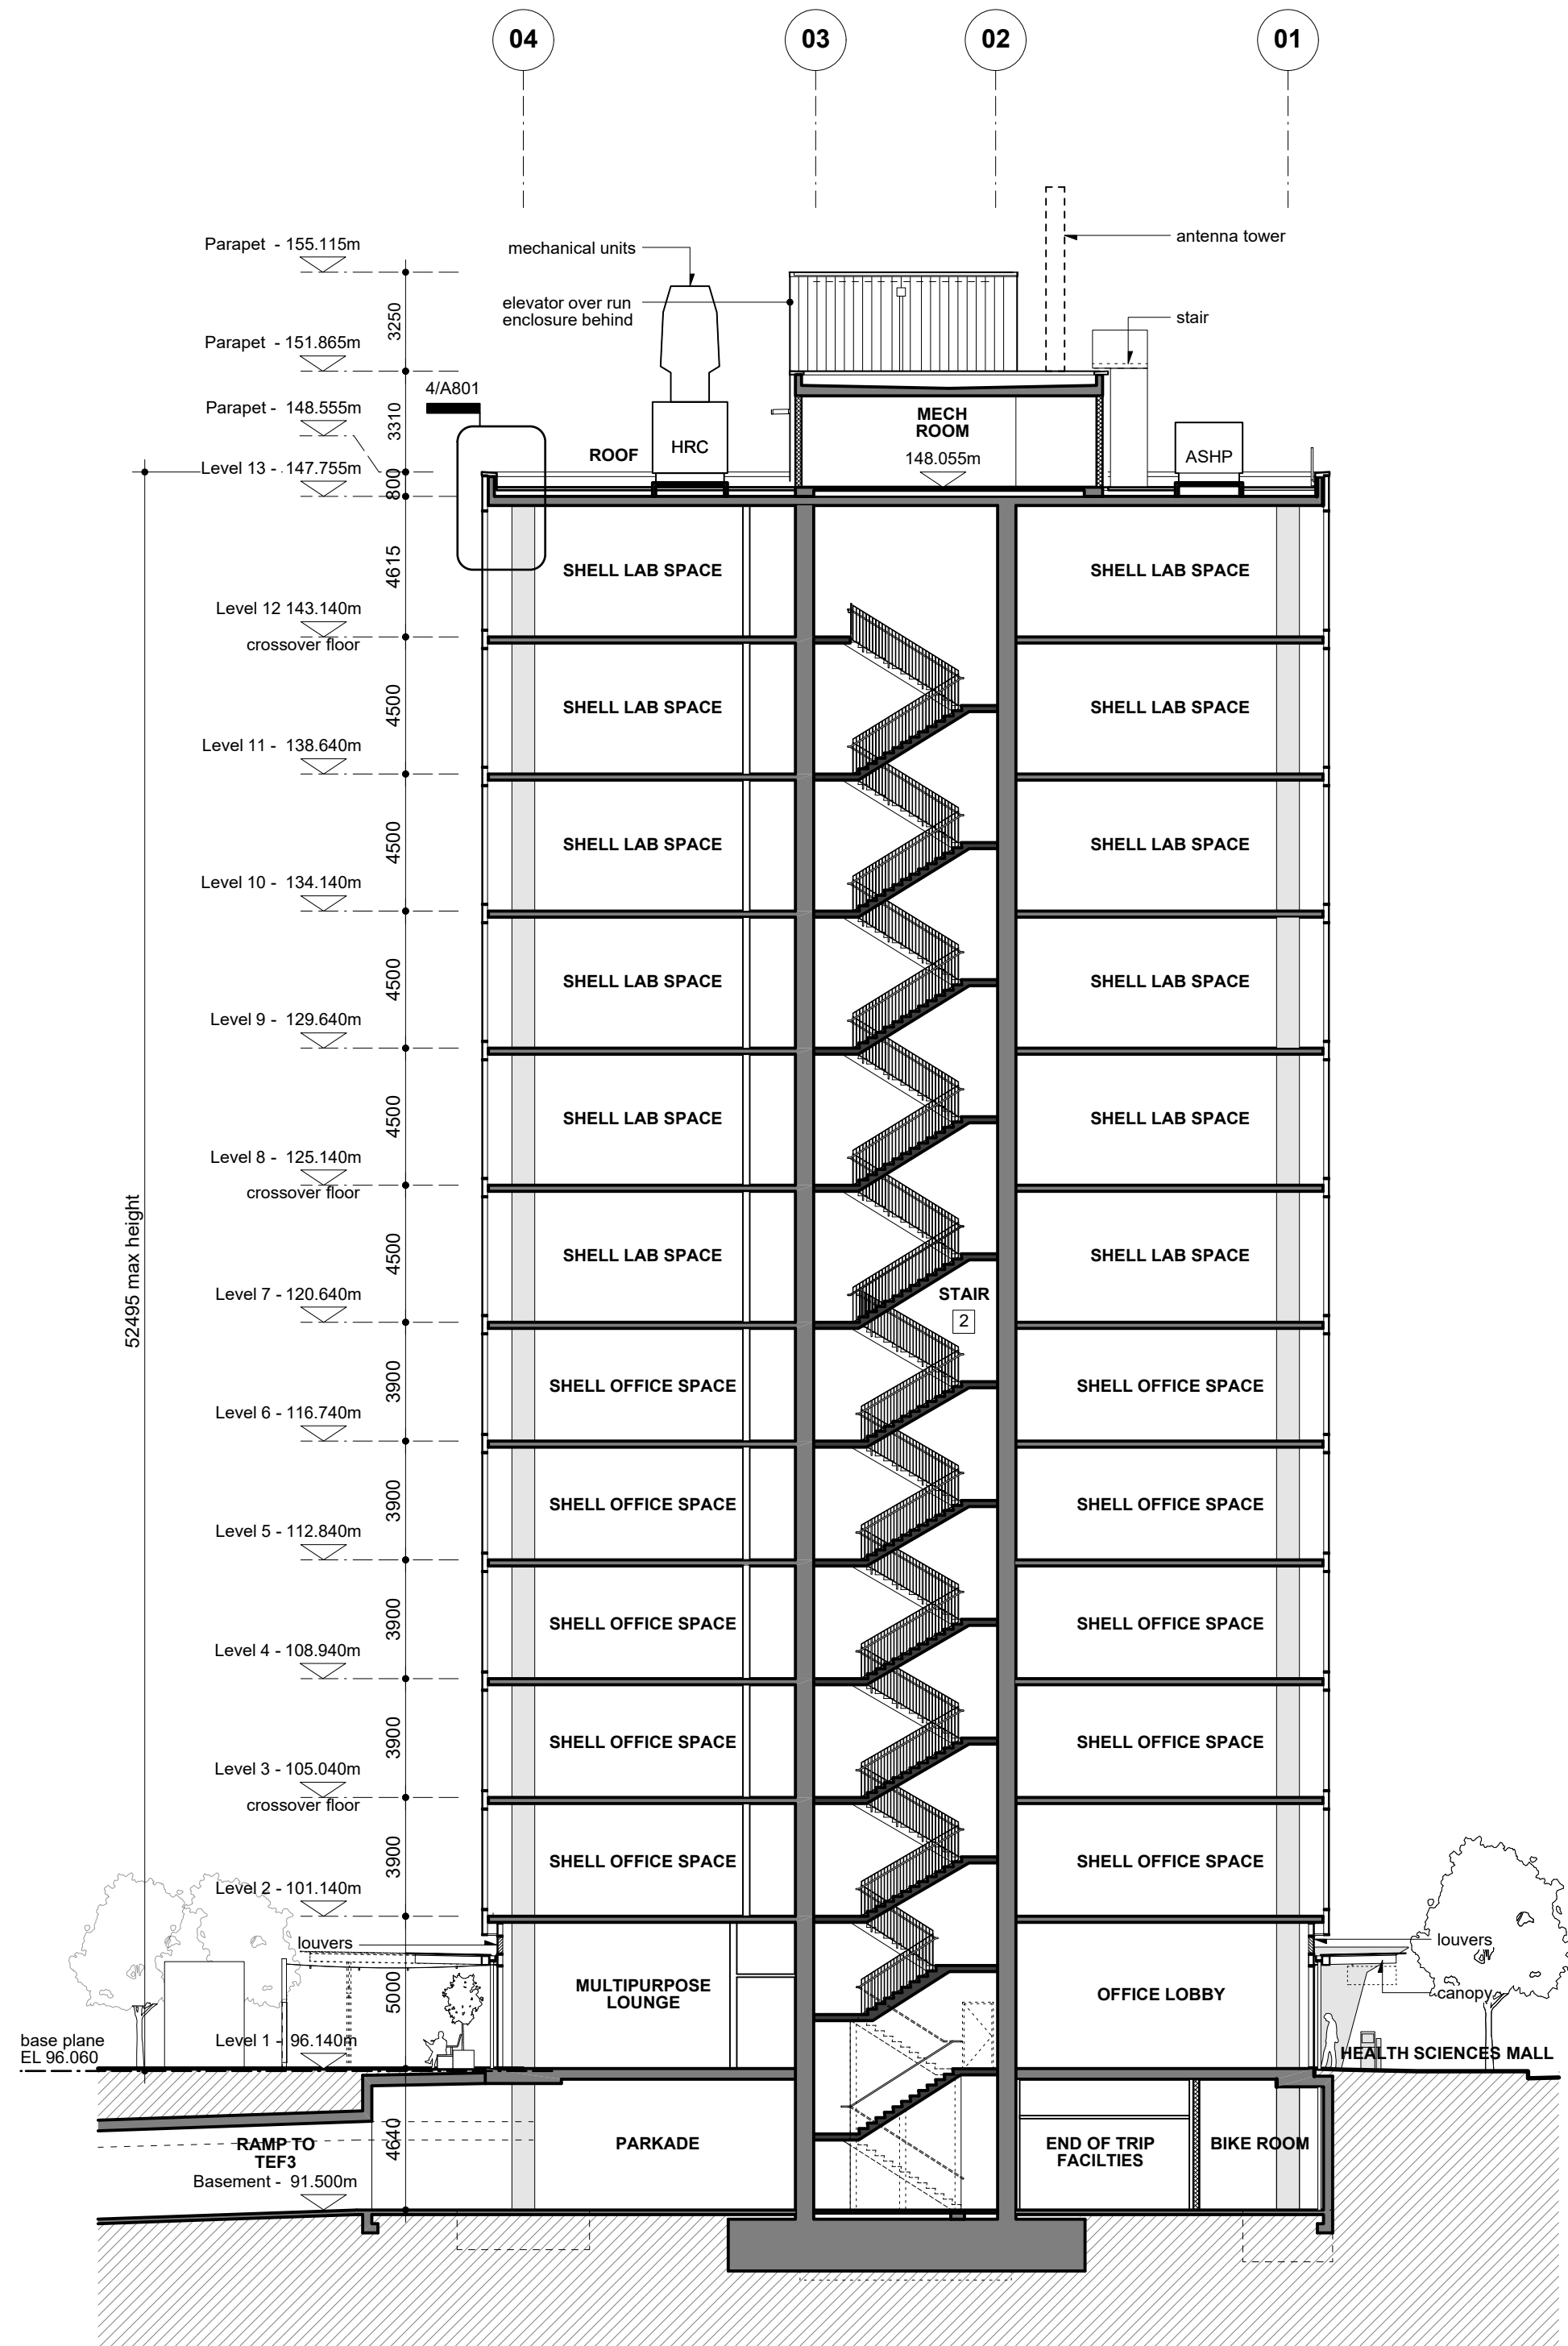 04 03 02 01
antenna tower
Parapet - 155.115m
mechanical units
elevator over run
enclosure behind
stair
3250
Parapet - 151.865m
4/A801
Parapet - 148.555m
3310
MECH
ROOM
148.055m
ROOF
HRC
ASHP
Level 13 - 147.755m
800
4615
SHELL LAB SPACE SHELL LAB SPACE
Level 12 143.140m
crossover floor
4500
SHELL LAB SPACE SHELL LAB SPACE
Level 11 - 138.640m
4500
SHELL LAB SPACE SHELL LAB SPACE
Level 10 - 134.140m
4500
SHELL LAB SPACE SHELL LAB SPACE
Level 9 - 129.640m
4500
SHELL LAB SPACE SHELL LAB SPACE
Level 8 - 125.140m
crossover floor
52495 max height
4500
SHELL LAB SPACE SHELL LAB SPACE
Level 7 - 120.640m
STAIR
2
3900
SHELL OFFICE SPACE SHELL OFFICE SPACE
Level 6 - 116.740m
3900
SHELL OFFICE SPACE SHELL OFFICE SPACE
Level 5 - 112.840m
3900
SHELL OFFICE SPACE SHELL OFFICE SPACE
Level 4 - 108.940m
3900
SHELL OFFICE SPACE SHELL OFFICE SPACE
Level 3 - 105.040m
crossover floor
3900
SHELL OFFICE SPACE SHELL OFFICE SPACE
Level 2 - 101.140m
louvers
louvers
5000
MULTIPURPOSE
LOUNGE
OFFICE LOBBY
canopy
base plane
EL 96.060
Level 1 - 96.140m
HEALTH SCIENCES MALL
4640
RAMP TO
TEF3
PARKADE
END OF TRIP
FACILTIES
BIKE ROOM
Basement - 91.500m